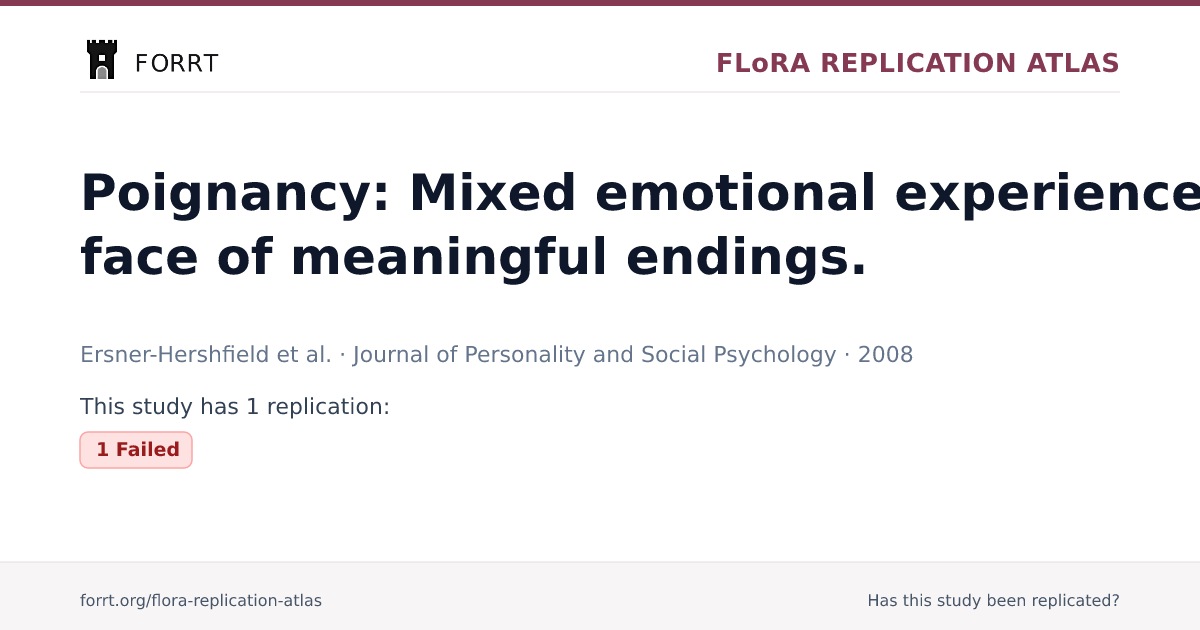 FORRT
FLoRA REPLICATION ATLAS
Poignancy: Mixed emotional experience
face of meaningful endings.
Ersner-Hershfield et al. · Journal of Personality and Social Psychology · 2008
This study has 1 replication:
1 Failed
forrt.org/flora-replication-atlas
Has this study been replicated?